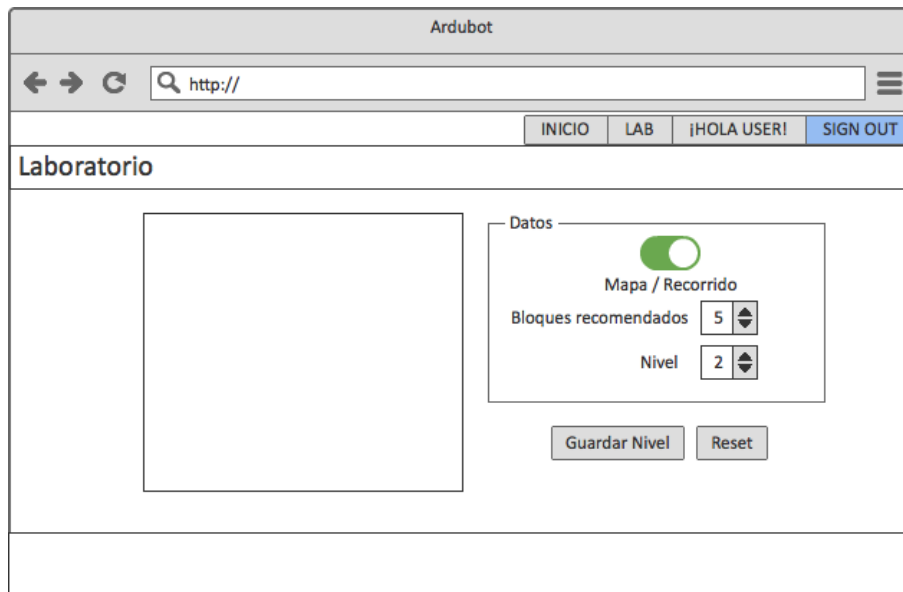 Ardubot
http://
INICIO LAB ¡HOLA USER! SIGN OUT
Laboratorio
Datos
Mapa / Recorrido
Bloques recomendados 5
Nivel 2
Guardar Nivel Reset